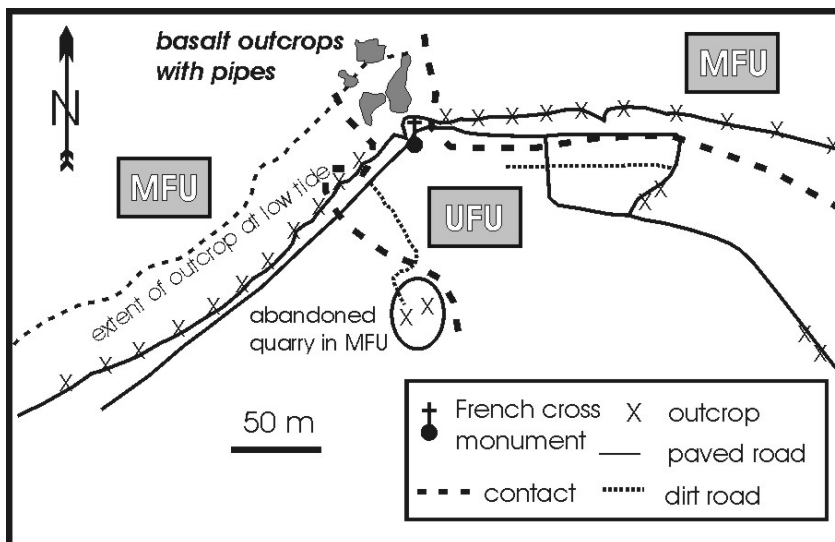 basalt outcrops
with pipes
MFU
N
MFU
extent of outcrop at low tide
UFU
abandoned
quarry in MFU
50 m
French cross
monument
X outcrop
paved road
contact
dirt road